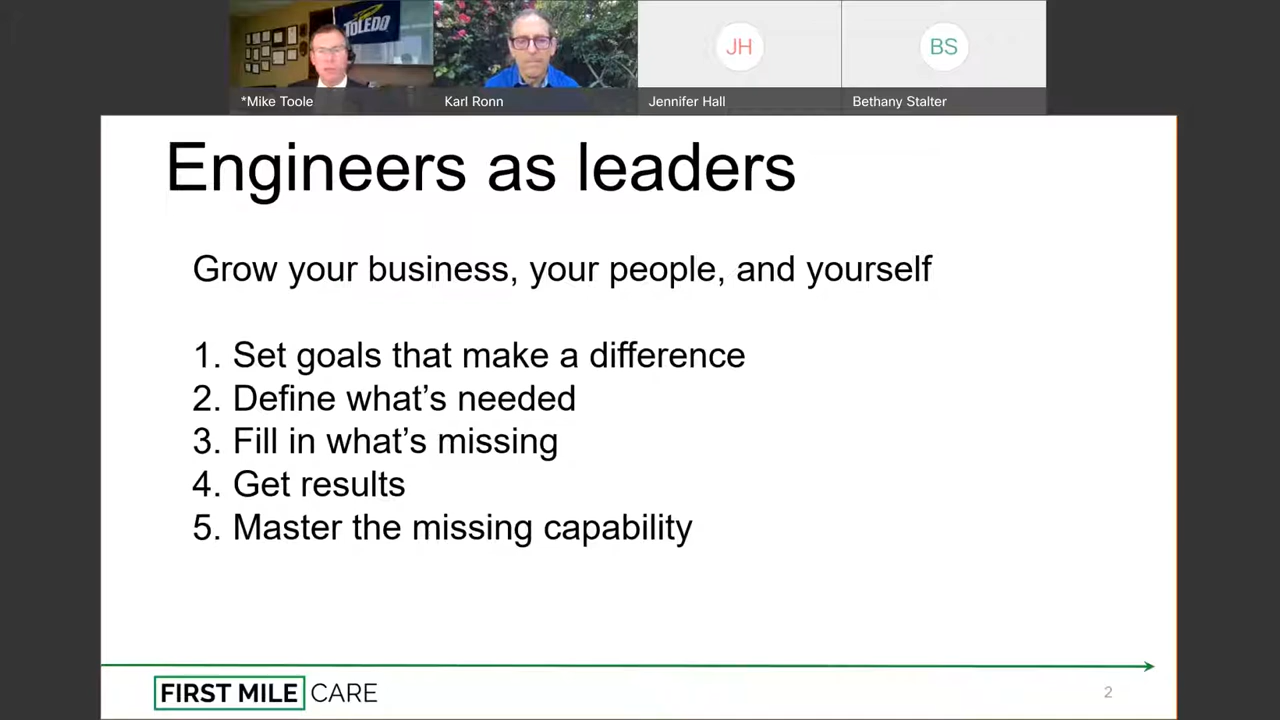 TOLEDO
JH
BS
*Mike Toole
Karl Ronn
Jennifer Hall
Bethany Stalter
Engineers as leaders
Grow your business, your people, and yourself
1. Set goals that make a difference
2. Define what’s needed
3. Fill in what’s missing
4. Get results
5. Master the missing capability
FIRST MILE CARE
2